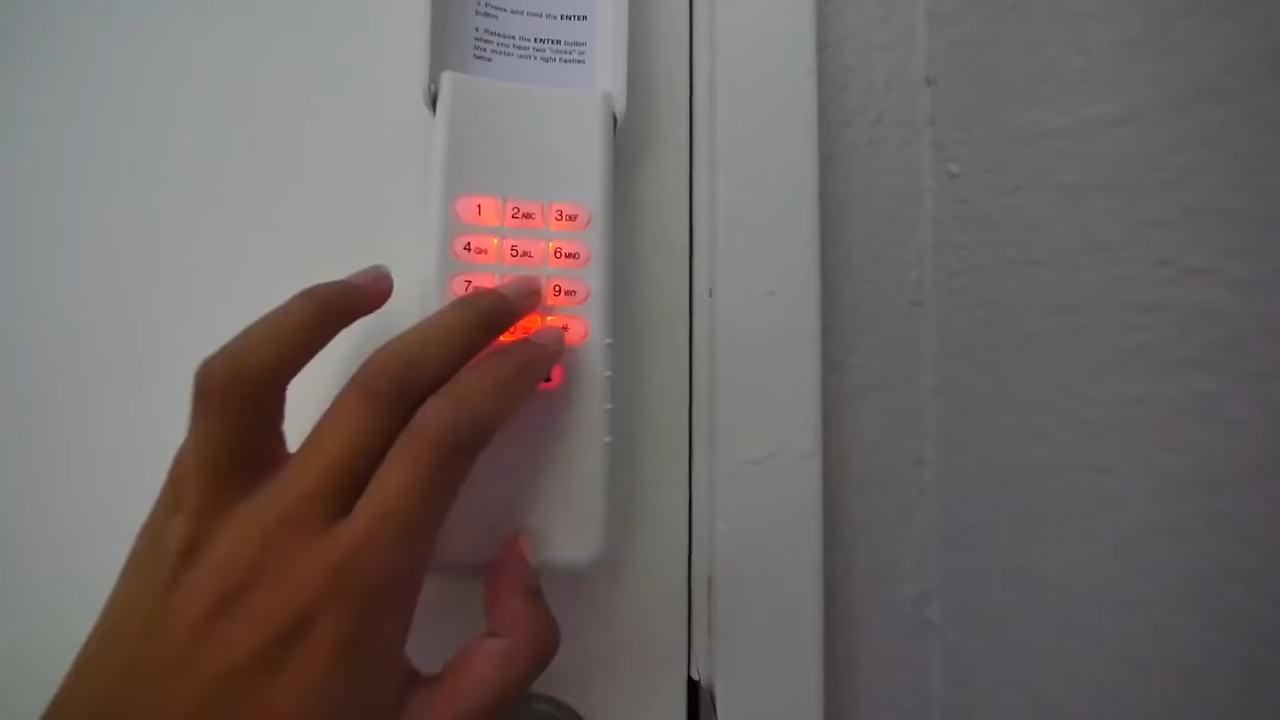 3. Press and hold the ENTER
button.
4. Release the ENTER button
when you hear two "clicks" or
the motor unit's light flashes
twice.
1 2ABC 3DEF
4GHI 5JKL 6MNO
7 9WXY
0 #